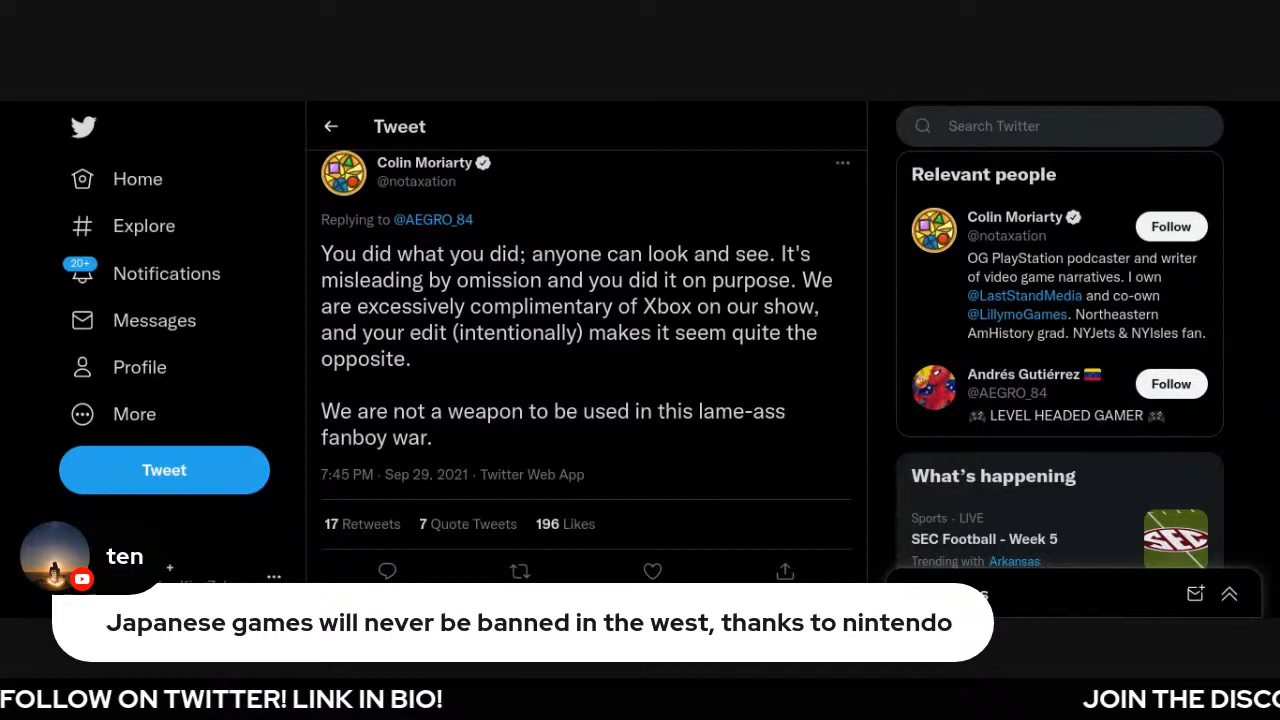 Tweet
Search Twitter
Home
Explore
20+
Notifications
Messages
Profile
More
Tweet
Colin Moriarty
@notaxation
Replying to @AEGRO_84
You did what you did; anyone can look and see. It's
misleading by omission and you did it on purpose. We
are excessively complimentary of Xbox on our show,
and your edit (intentionally) makes it seem quite the
opposite.
We are not a weapon to be used in this lame-ass
fanboy war.
7:45 PM · Sep 29, 2021 · Twitter Web App
17 Retweets 7 Quote Tweets 196 Likes
Relevant people
Colin Moriarty
@notaxation
Follow
OG PlayStation podcaster and writer
of video game narratives. I own
@LastStandMedia and co-own
@LillymoGames. Northeastern
AmHistory grad. NYJets & NYIsles fan.
Andrés Gutiérrez
@AEGRO_84
Follow
LEVEL HEADED GAMER
What's happening
Sports · LIVE
SEC Football - Week 5
Trending with Arkansas
SEC
ten
Japanese games will never be banned in the west, thanks to nintendo
FOLLOW ON TWITTER! LINK IN BIO! JOIN THE DISCO